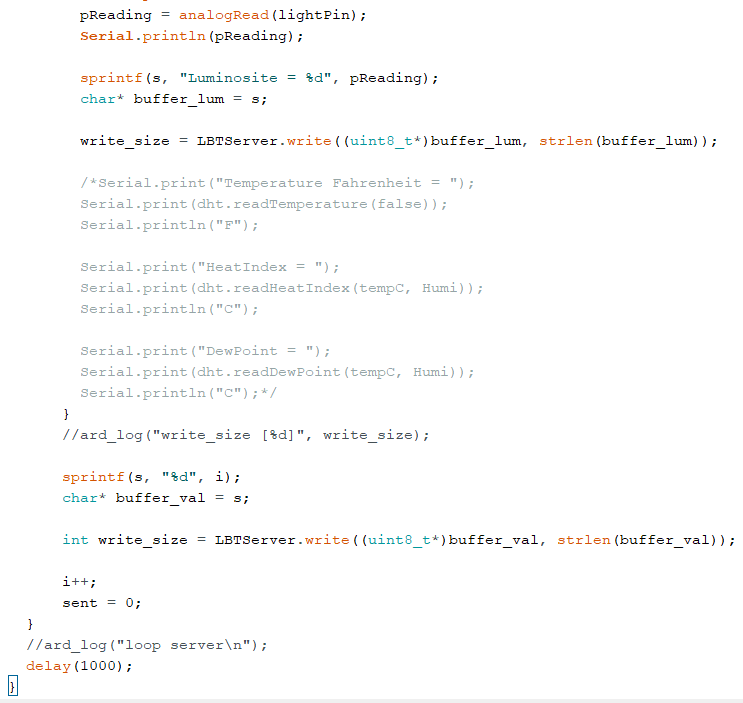 pReading = analogRead(lightPin);
Serial.println(pReading);
sprintf(s, "Luminosite = %d", pReading);
char* buffer_lum = s;
write_size = LBTServer.write((uint8_t*)buffer_lum, strlen(buffer_lum));
/*Serial.print("Temperature Fahrenheit = ");
Serial.print(dht.readTemperature(false));
Serial.println("F");
Serial.print("HeatIndex = ");
Serial.print(dht.readHeatIndex(tempC, Humi));
Serial.println("C");
Serial.print("DewPoint = ");
Serial.print(dht.readDewPoint(tempC, Humi));
Serial.println("C");*/
}
//ard_log("write_size [%d]", write_size);
sprintf(s, "%d", i);
char* buffer_val = s;
int write_size = LBTServer.write((uint8_t*)buffer_val, strlen(buffer_val));
i++;
sent = 0;
}
//ard_log("loop server\n");
delay(1000);
}